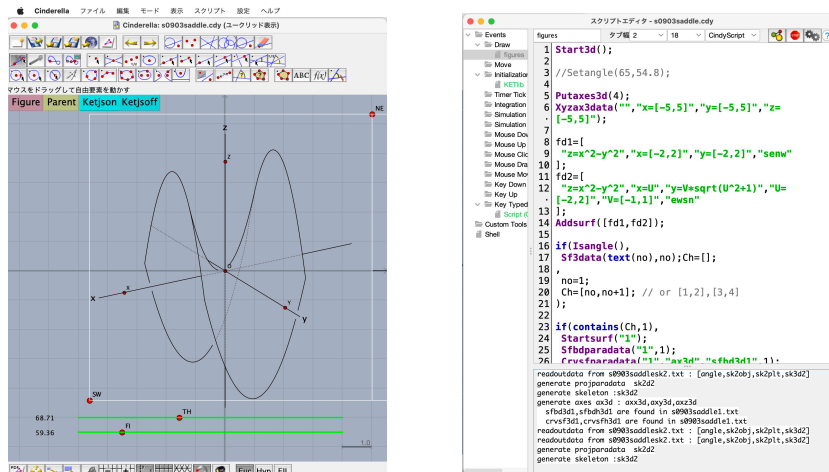 Cinderella ファイル 編集 モード 表示 スクリプト 設定 ヘルプ
Cinderella: s0903saddle.cdy (ユークリッド表示)
ABC f(x)
マウスをドラッグして自由要素を動かす
Figure Parent Ketjson Ketjsoff
NE
z
Z
O
X
x
Y
y
SW
68.71 TH
59.36 FI
1.0
Euc Hyp Ell
スクリプトエディタ - s0903saddle.cdy
Events
Draw
figures
Move
Initialization
KETlib
Timer Tick
Integration
Simulation
Simulation
Mouse Up
Mouse Click
Mouse Dra
Key Down
Key Up
Key Typed
Script
Custom Tools
Shell
figures タブ幅 2 18 CindyScript
1 Start3d();
2
3 //Setangle(65,54.8);
4
5 Putaxes3d(4);
6 Xyzax3data("","x=[-5,5]","y=[-5,5]","z=
[-5,5]");
7
8 fd1=[
9 "z=x^2-y^2","x=[-2,2]","y=[-2,2]","senw"
10 ];
11 fd2=[
12 "z=x^2-y^2","x=U","y=V*sqrt(U^2+1)","U=
[-2,2]","V=[-1,1]","ewsn"
13 ];
14 Addsurf([fd1,fd2]);
15
16 if(Isangle(),
17 Sf3data(text(no),no);Ch=[];
18 ,
19 no=1;
20 Ch=[no,no+1]; // or [1,2],[3,4]
21 );
22
23 if(contains(Ch,1),
24 Startsurf("1");
25 Sfbdparadata("1",1);
26 Crvsfparadata("1","ax3d","sfbd3d1",1);
readoutdata from s0903saddlesk2.txt : [angle,sk2obj,sk2plt,sk3d2]
generate projparadata sk2d2
generate skeleton :sk3d2
generate axes ax3d : axx3d,axy3d,axz3d
sfbd3d1,sfbdh3d1 are found in s0903saddle1.txt
crvsf3d1,crvsfh3d1 are found in s0903saddle1.txt
readoutdata from s0903saddlesk2.txt : [angle,sk2obj,sk2plt,sk3d2]
readoutdata from s0903saddlesk2.txt : [angle,sk2obj,sk2plt,sk3d2]
generate projparadata sk2d2
generate skeleton :sk3d2